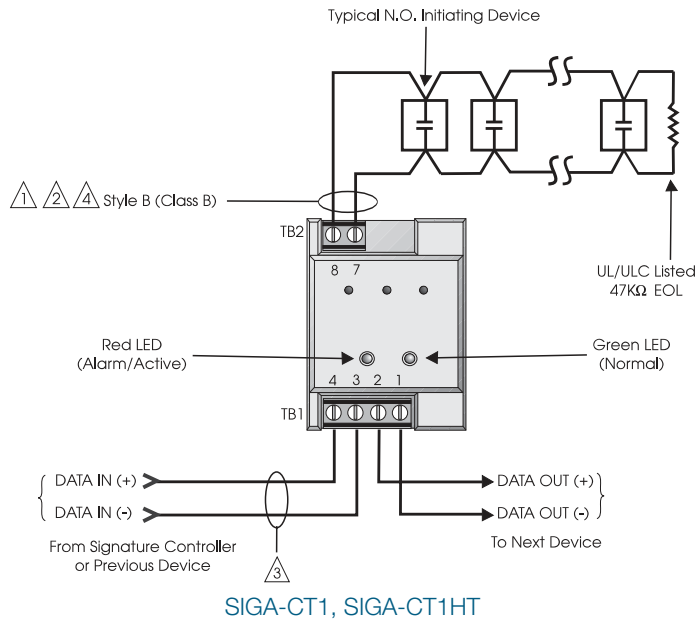 Typical N.O. Initiating Device
1 2 4 Style B (Class B)
TB2
8 7
UL/ULC Listed
47KΩ EOL
Red LED
(Alarm/Active)
Green LED
(Normal)
4 3 2 1
TB1
DATA IN (+)
DATA OUT (+)
DATA IN (-)
DATA OUT (-)
From Signature Controller
or Previous Device
To Next Device
3
SIGA-CT1, SIGA-CT1HT